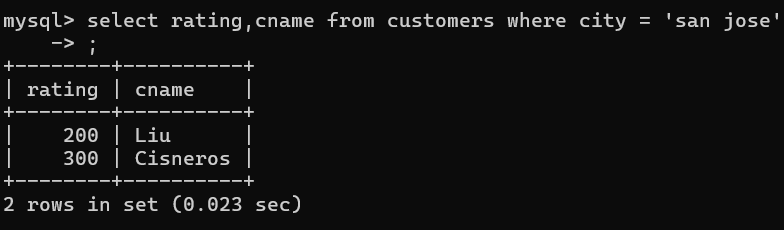 mysql> select rating,cname from customers where city = 'san jose'
    -> ;
+--------+----------+
| rating | cname    |
+--------+----------+
|    200 | Liu      |
|    300 | Cisneros |
+--------+----------+
2 rows in set (0.023 sec)